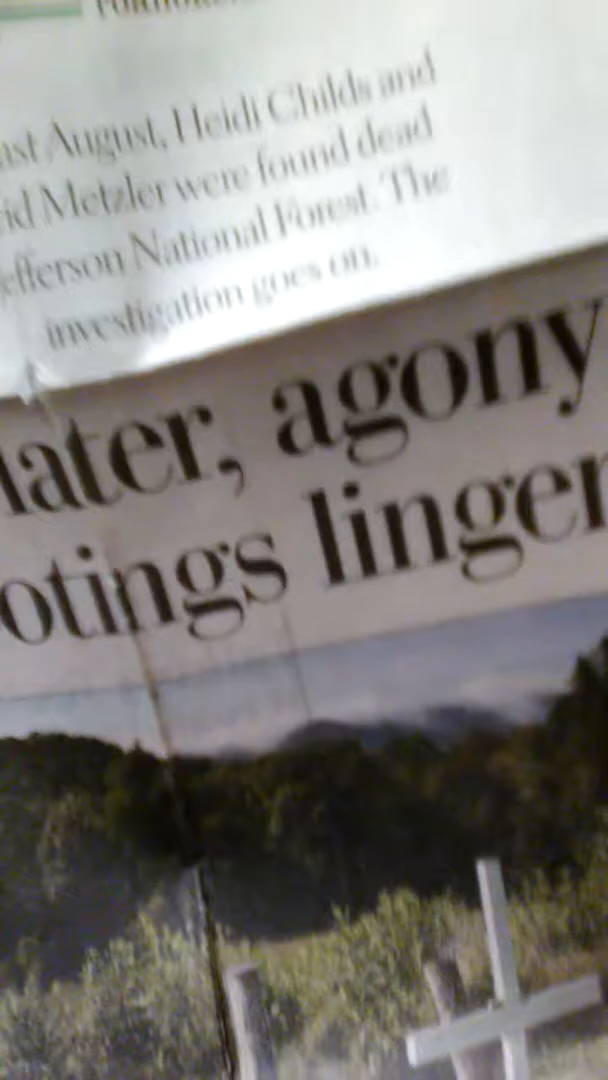 ast August, Heidi Childs and
id Metzler were found dead
efferson National Forest. The
investigation goes on.
later, agony
otings linger